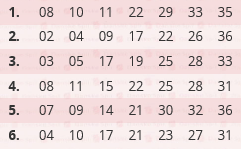 1. 08 10 11 22 29 33 35
2. 02 04 09 17 22 26 36
3. 03 05 17 19 25 28 33
4. 08 11 15 22 25 28 31
5. 07 09 14 21 30 32 36
6. 04 10 17 21 23 27 31